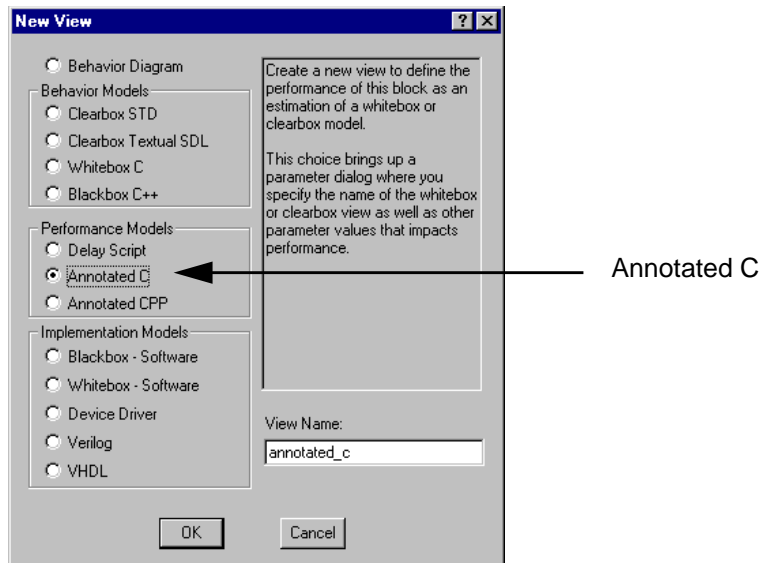 New View
Behavior Diagram
Behavior Models
Clearbox STD
Clearbox Textual SDL
Whitebox C
Blackbox C++
Performance Models
Delay Script
Annotated C
Annotated CPP
Implementation Models
Blackbox - Software
Whitebox - Software
Device Driver
Verilog
VHDL
Create a new view to define the
performance of this block as an
estimation of a whitebox or
clearbox model.
This choice brings up a
parameter dialog where you
specify the name of the whitebox
or clearbox view as well as other
parameter values that impacts
performance.
View Name:
annotated_c
OK
Cancel
Annotated C